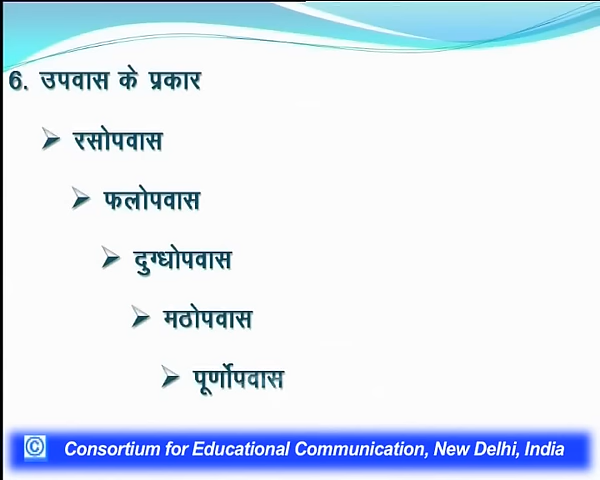 6. उपवास के प्रकार
रसोपवास
फलोपवास
दुग्धोपवास
मठोपवास
पूर्णोपवास
© Consortium for Educational Communication, New Delhi, India